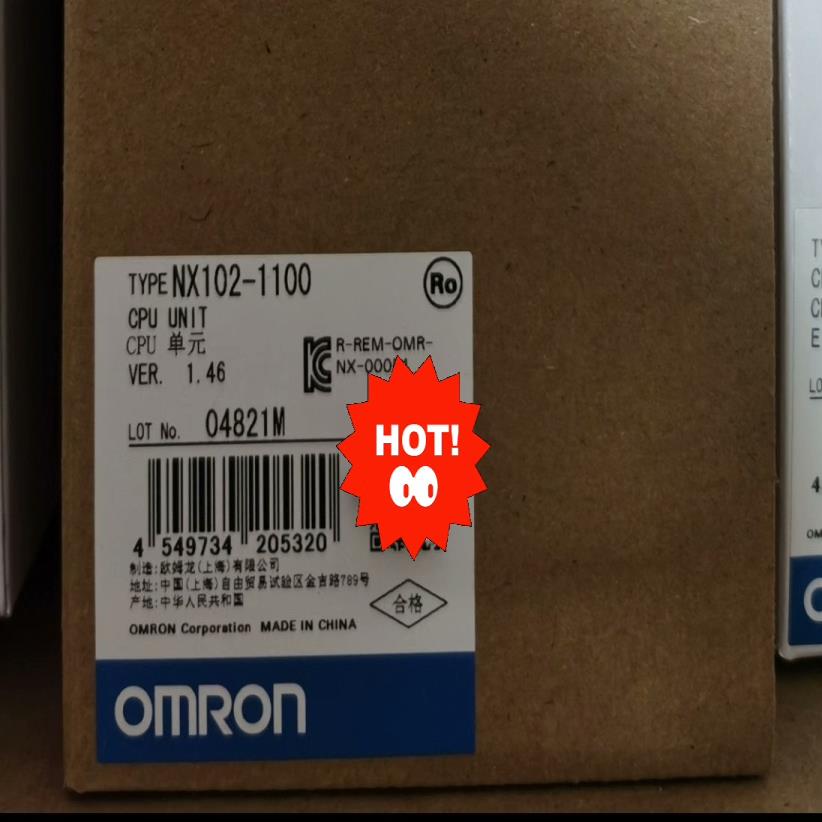 TYPE NX102-1100
Ro
CPU UNIT
CPU 单元
VER. 1.46
R-REM-OMR-
LOT No. 04821M
HOT!
4 549734 205320
制造:欧姆龙(上海)有限公司
地址:中国(上海)自由贸易试验区金吉路789号
产地:中华人民共和国
合格
OMRON Corporation MADE IN CHINA
OMRON